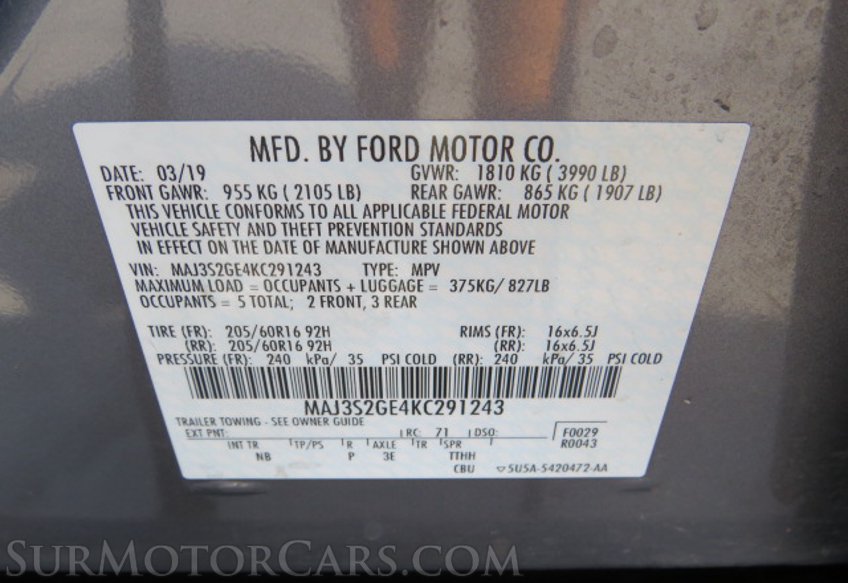 MFD. BY FORD MOTOR CO.
DATE: 03/19 GVWR: 1810 KG ( 3990 LB)
FRONT GAWR: 955 KG ( 2105 LB) REAR GAWR: 865 KG ( 1907 LB)
THIS VEHICLE CONFORMS TO ALL APPLICABLE FEDERAL MOTOR
VEHICLE SAFETY AND THEFT PREVENTION STANDARDS
IN EFFECT ON THE DATE OF MANUFACTURE SHOWN ABOVE
VIN: MAJ3S2GE4KC291243 TYPE: MPV
MAXIMUM LOAD = OCCUPANTS + LUGGAGE = 375KG/ 827LB
OCCUPANTS = 5 TOTAL; 2 FRONT, 3 REAR
TIRE (FR): 205/60R16 92H RIMS (FR): 16x6.5J
(RR): 205/60R16 92H (RR): 16x6.5J
PRESSURE (FR): 240 kPa/ 35 PSI COLD (RR): 240 kPa/ 35 PSI COLD
MAJ3S2GE4KC291243
TRAILER TOWING - SEE OWNER GUIDE
EXT PNT: RC: 71 DSO: F0029
R0043
INT TR TP/PS R AXLE TR SPR
NB P 3E TTHH
CBU 5U5A-5420472-AA
SurMotorCars.com